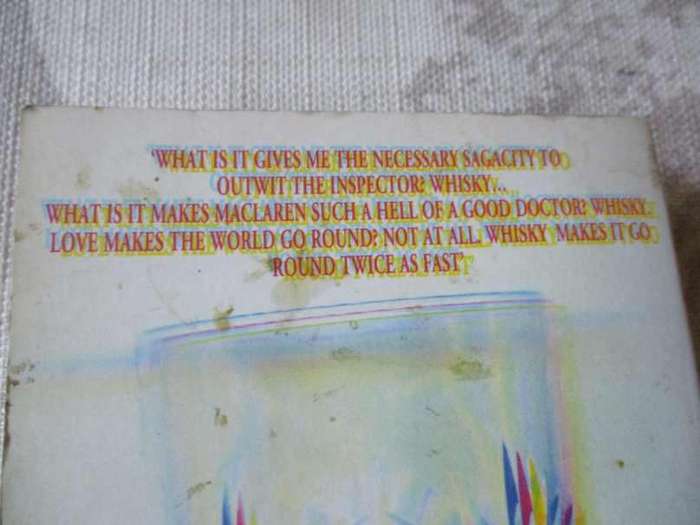 'WHAT IS IT GIVES ME THE NECESSARY SAGACITY TO
OUTWIT THE INSPECTOR? WHISKY...
WHAT IS IT MAKES MACLAREN SUCH A HELL OF A GOOD DOCTOR? WHISKY.
LOVE MAKES THE WORLD GO ROUND? NOT AT ALL. WHISKY MAKES IT GO
ROUND TWICE AS FAST'